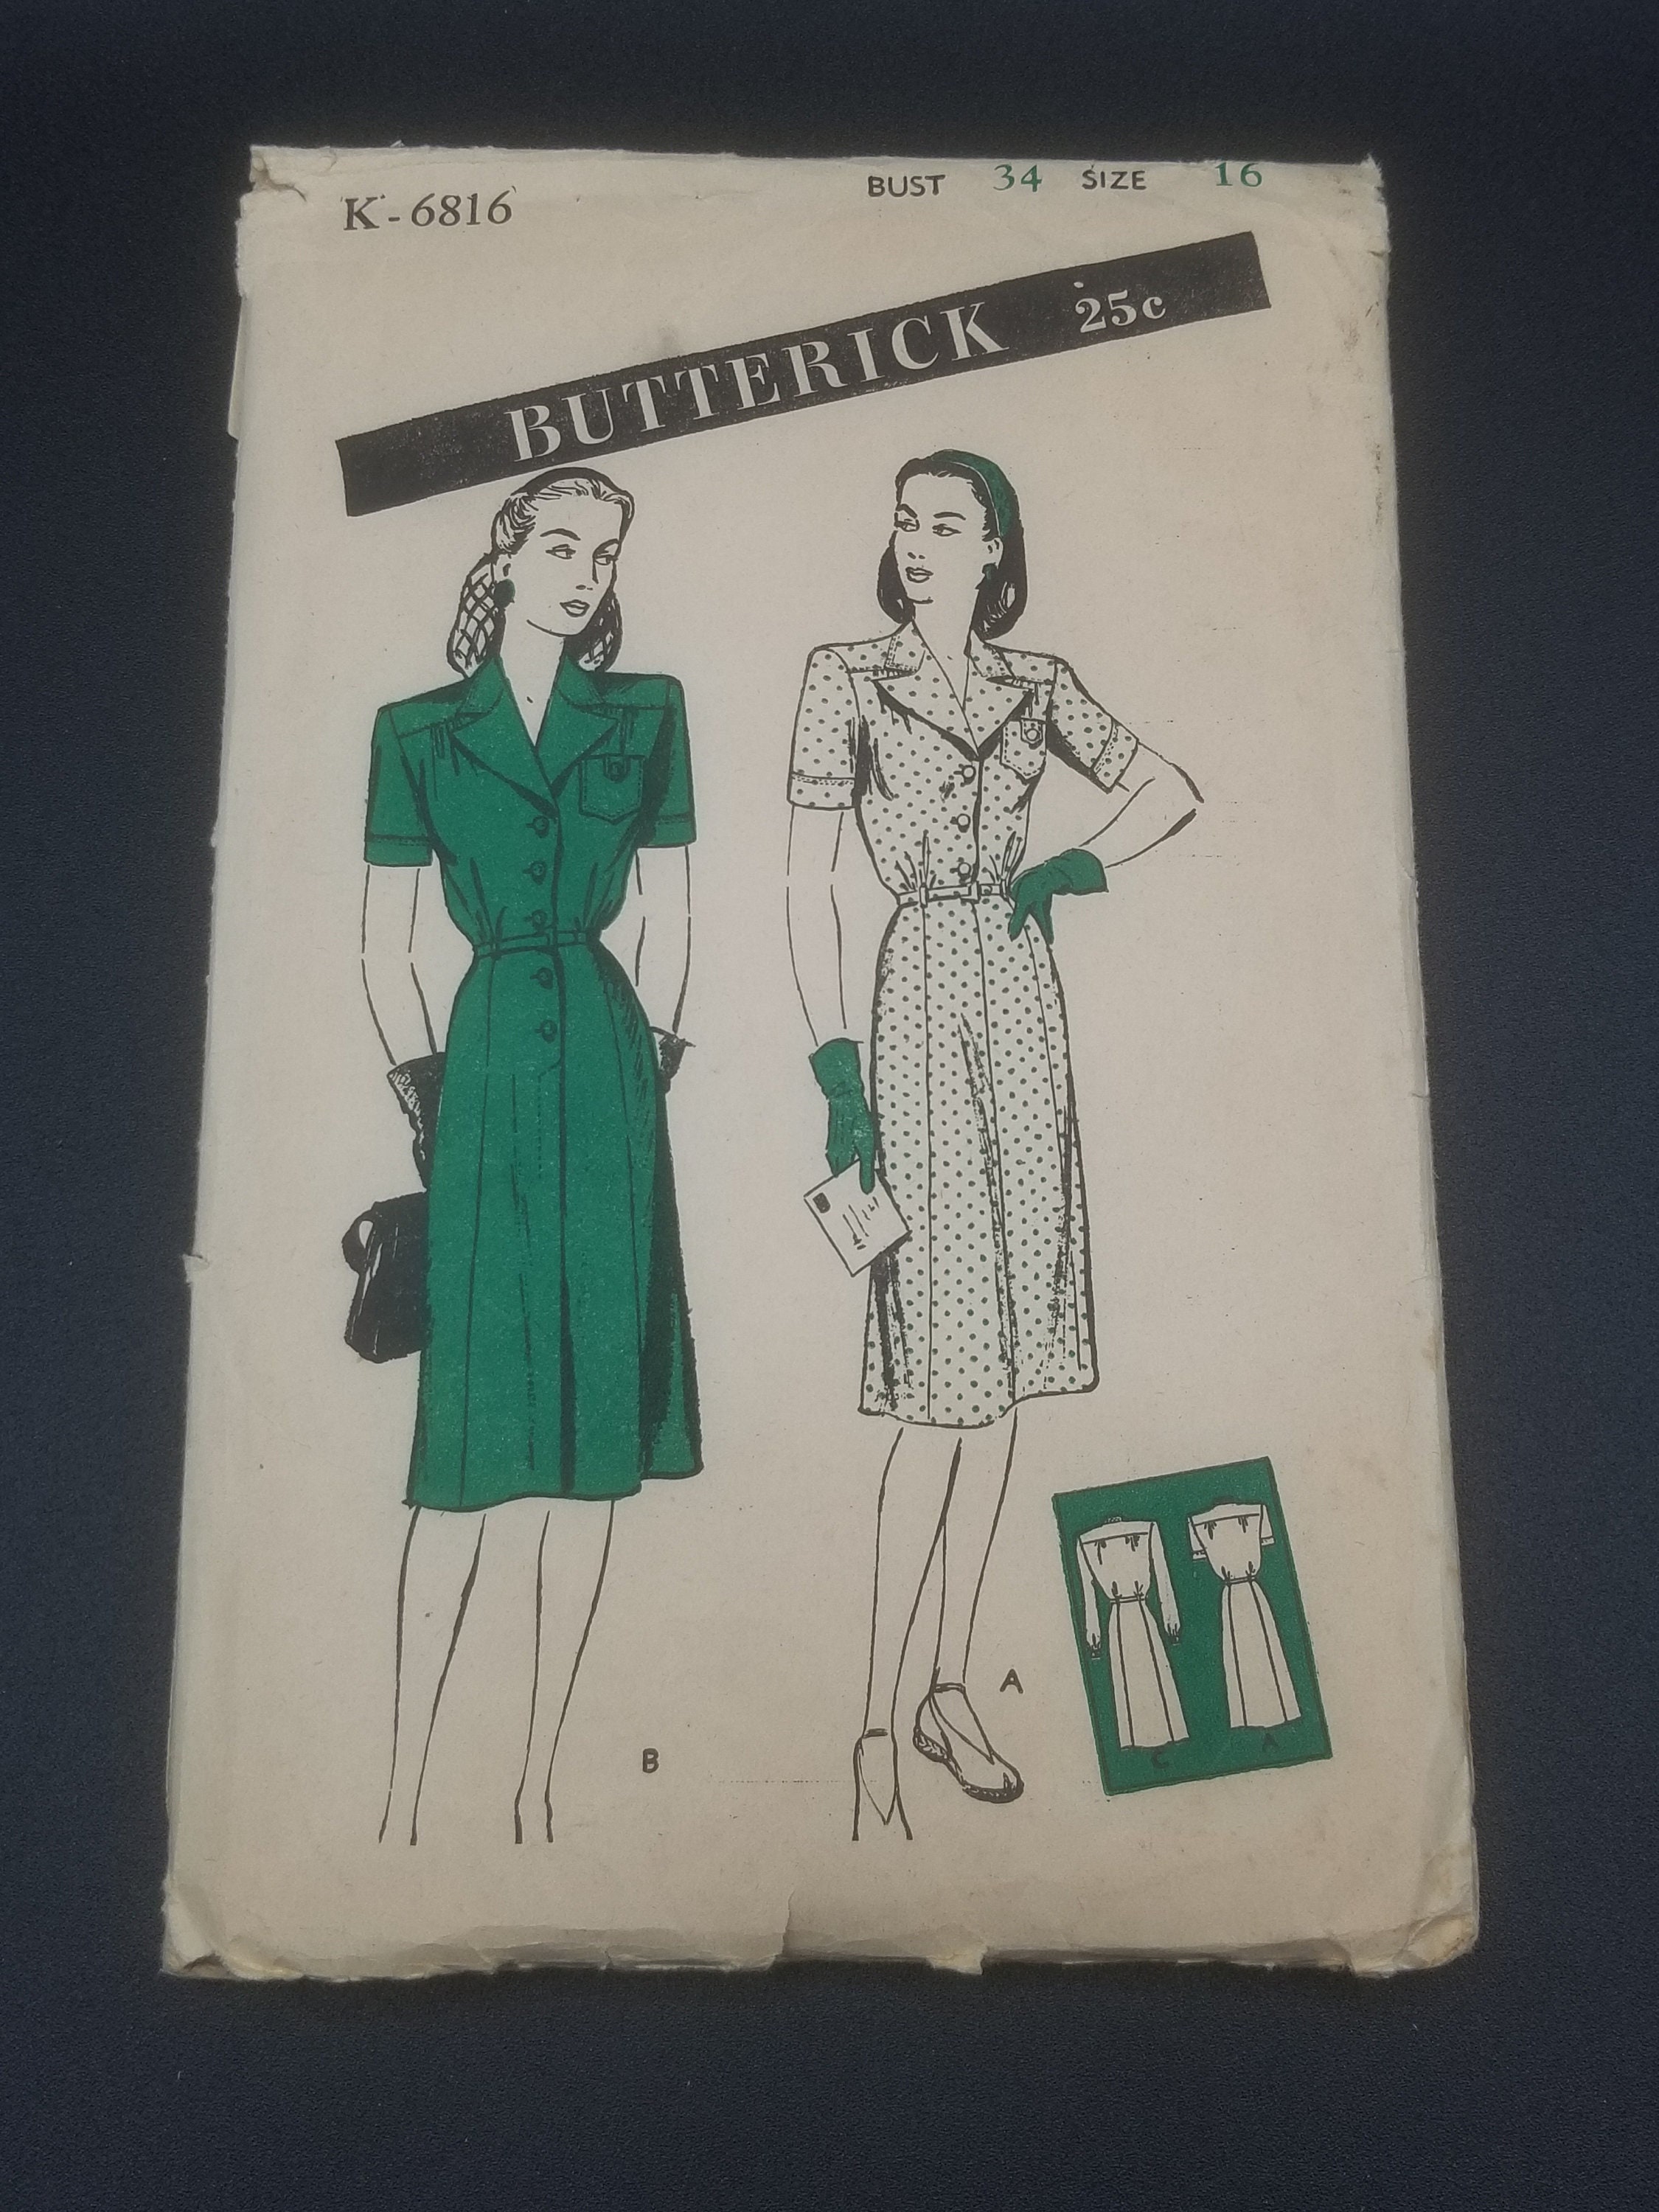 K-6816
BUST 34 SIZE 16
BUTTERICK 25c
A
B
C A